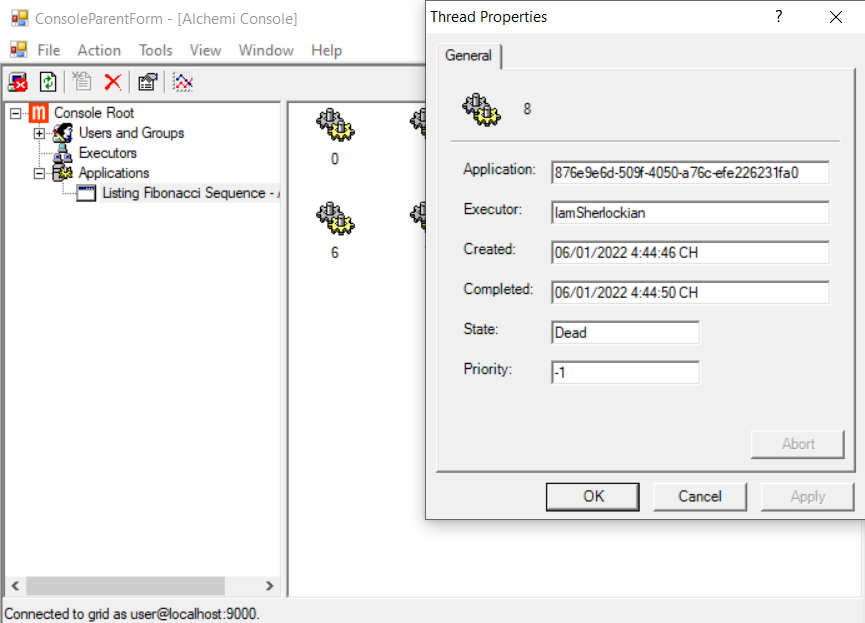 ConsoleParentForm - [Alchemi Console]
File Action Tools View Window Help
Console Root
Users and Groups
Executors
Applications
Listing Fibonacci Sequence -
0
6
Thread Properties
General
8
Application: 876e9e6d-509f-4050-a76c-efe226231fa0
Executor: IamSherlockian
Created: 06/01/2022 4:44:46 CH
Completed: 06/01/2022 4:44:50 CH
State: Dead
Priority: -1
Abort
OK Cancel Apply
Connected to grid as user@localhost:9000.